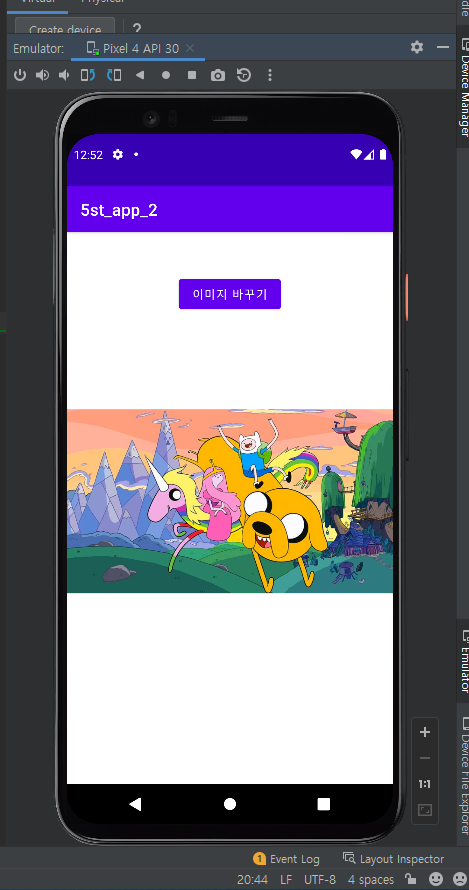 Virtual Physical
Create device ?
Emulator: Pixel 4 API 30
12:52
5st_app_2
이미지 바꾸기
Device Manager
Emulator
Device File Explorer
1:1
1 Event Log Layout Inspector
20:44 LF UTF-8 4 spaces